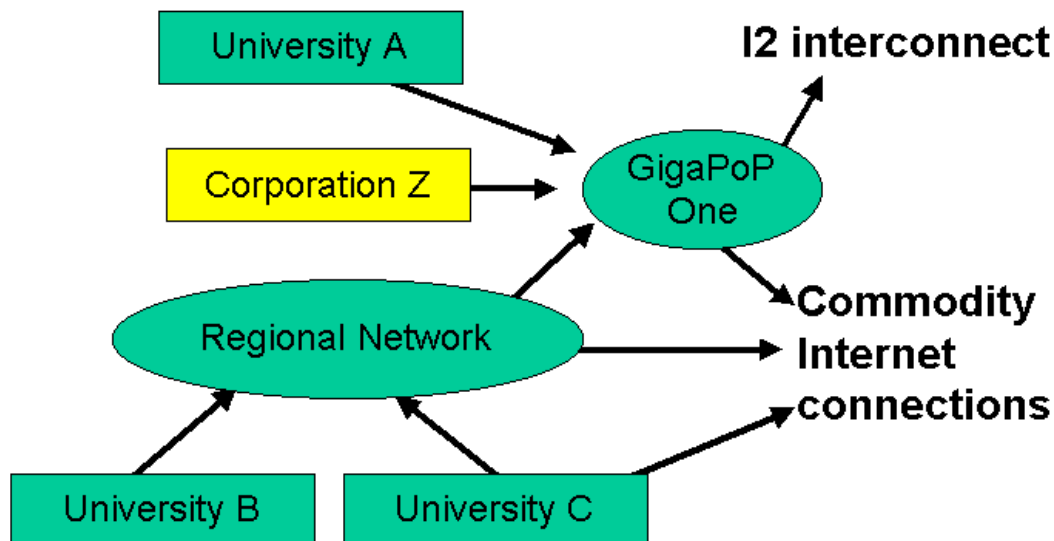 University A
I2 interconnect
Corporation Z
GigaPoP
One
Regional Network
Commodity
Internet
connections
University B
University C